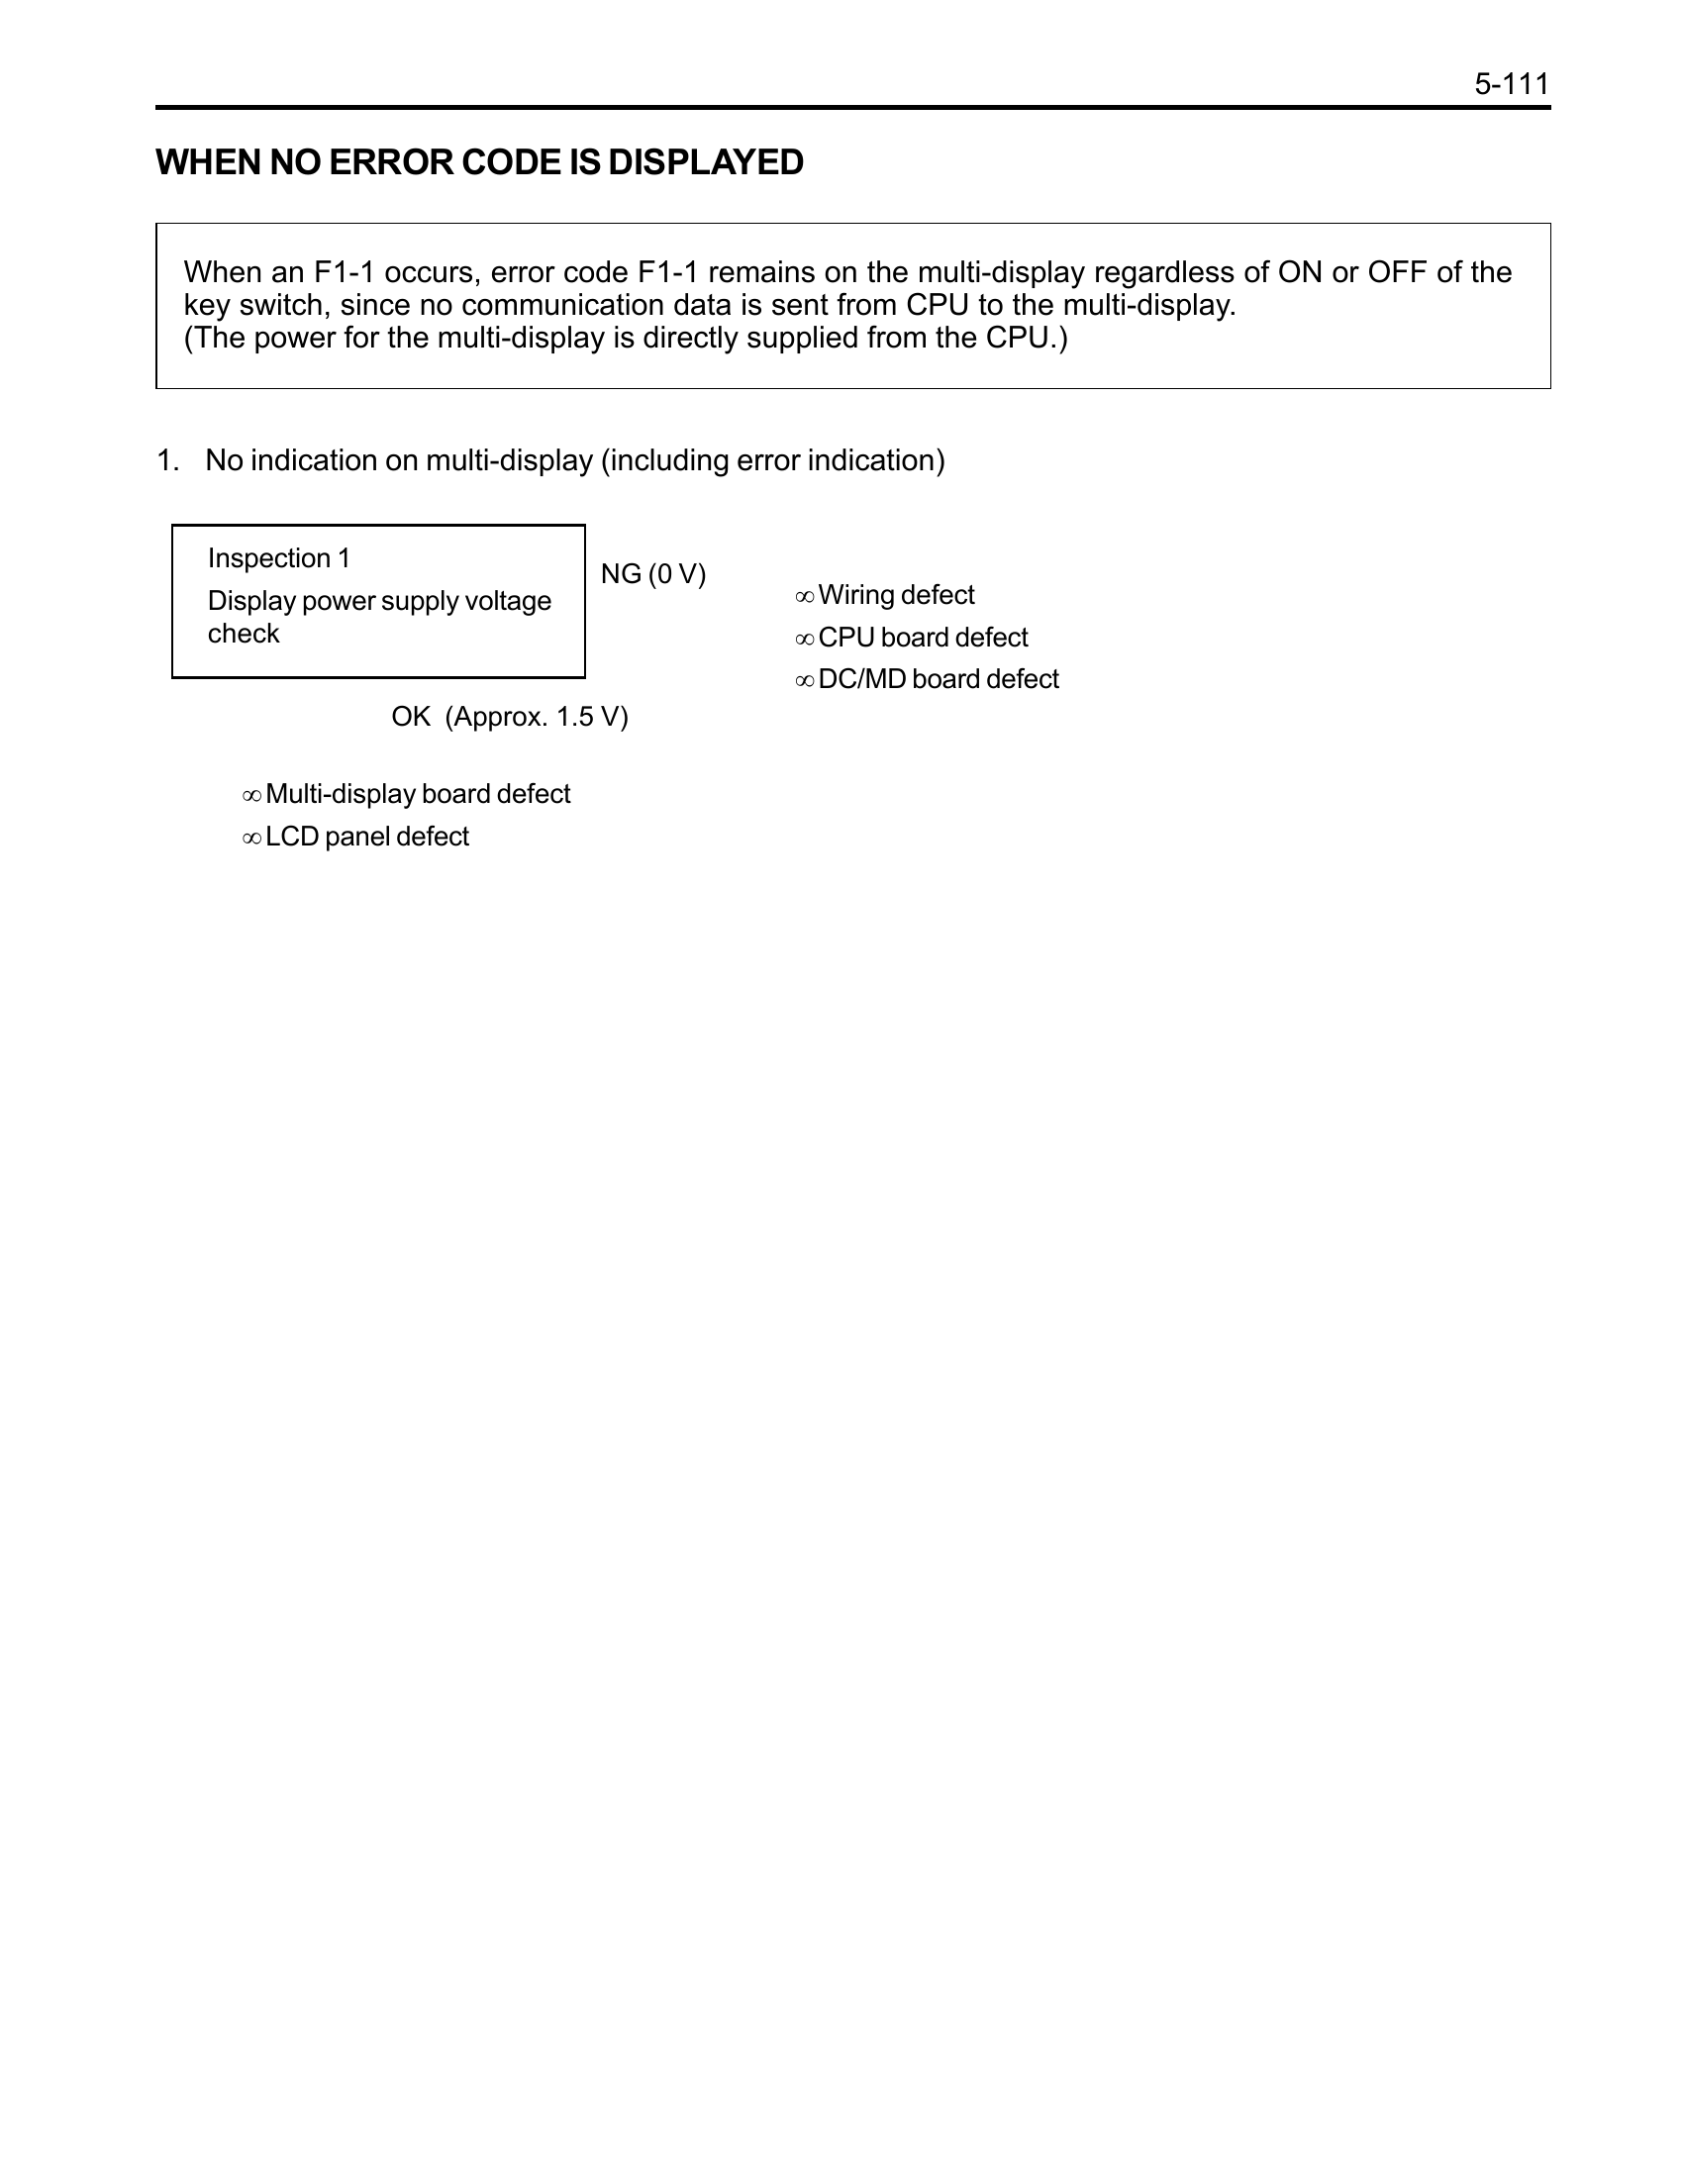 5-111
WHEN NO ERROR CODE IS DISPLAYED
When an F1-1 occurs, error code F1-1 remains on the multi-display regardless of ON or OFF of the
key switch, since no communication data is sent from CPU to the multi-display.
(The power for the multi-display is directly supplied from the CPU.)
1. No indication on multi-display (including error indication)
Inspection 1
Display power supply voltage
check
NG (0 V)
∞ Wiring defect
∞ CPU board defect
∞ DC/MD board defect
OK (Approx. 1.5 V)
∞ Multi-display board defect
∞ LCD panel defect